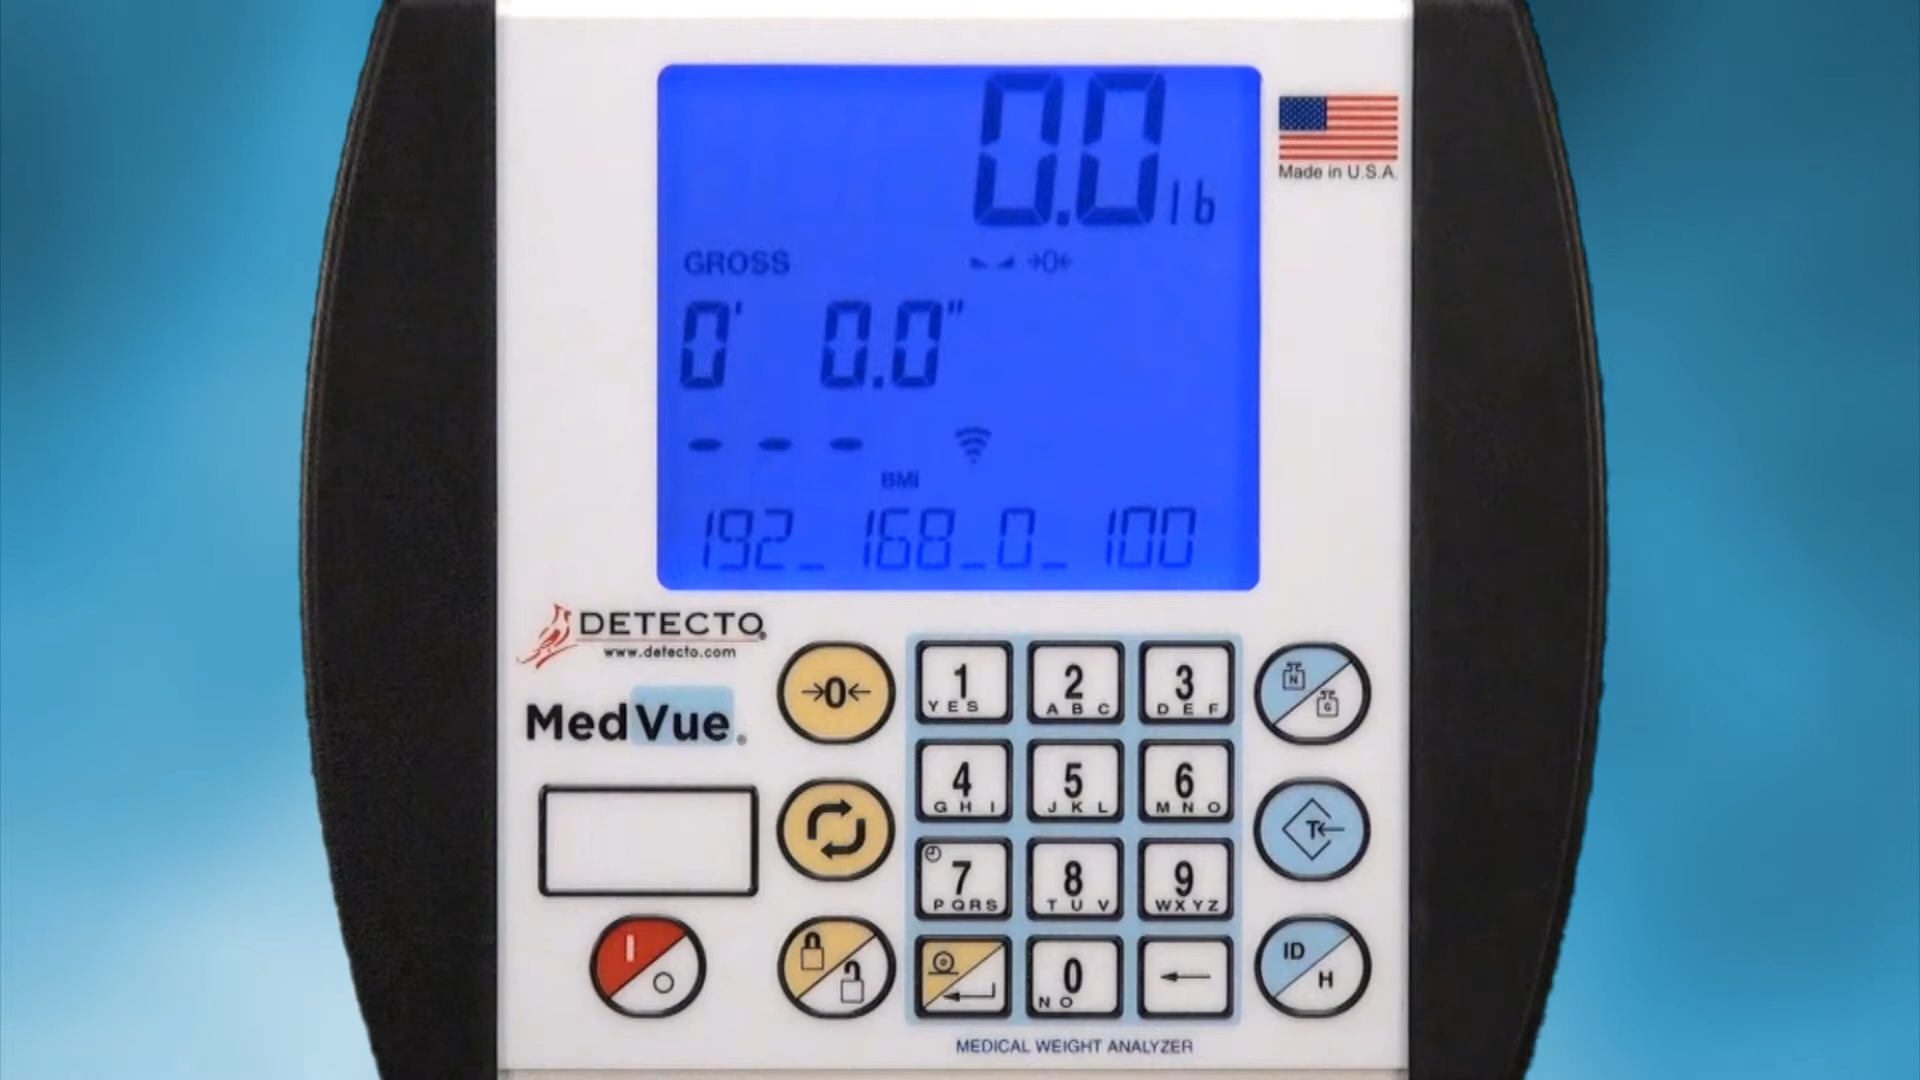 0.0 lb
Made in U.S.A.
GROSS →0←
0' 0.0"
- - -
BMI
192_ 168_0_ 100
DETECTO®
www.detecto.com
MedVue®
→0←
1 YES
2 ABC
3 DEF
N G
4 GHI
5 JKL
6 MNO
T←
7 PQRS
8 TUV
9 WXYZ
0 NO
←
ID H
MEDICAL WEIGHT ANALYZER